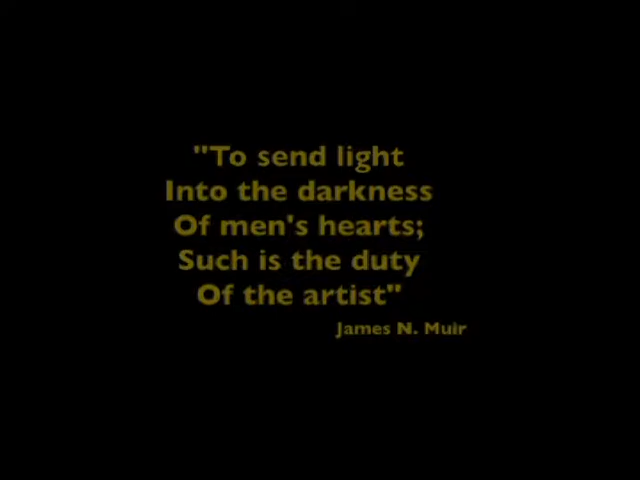 "To send light
Into the darkness
Of men's hearts;
Such is the duty
Of the artist"
James N. Muir